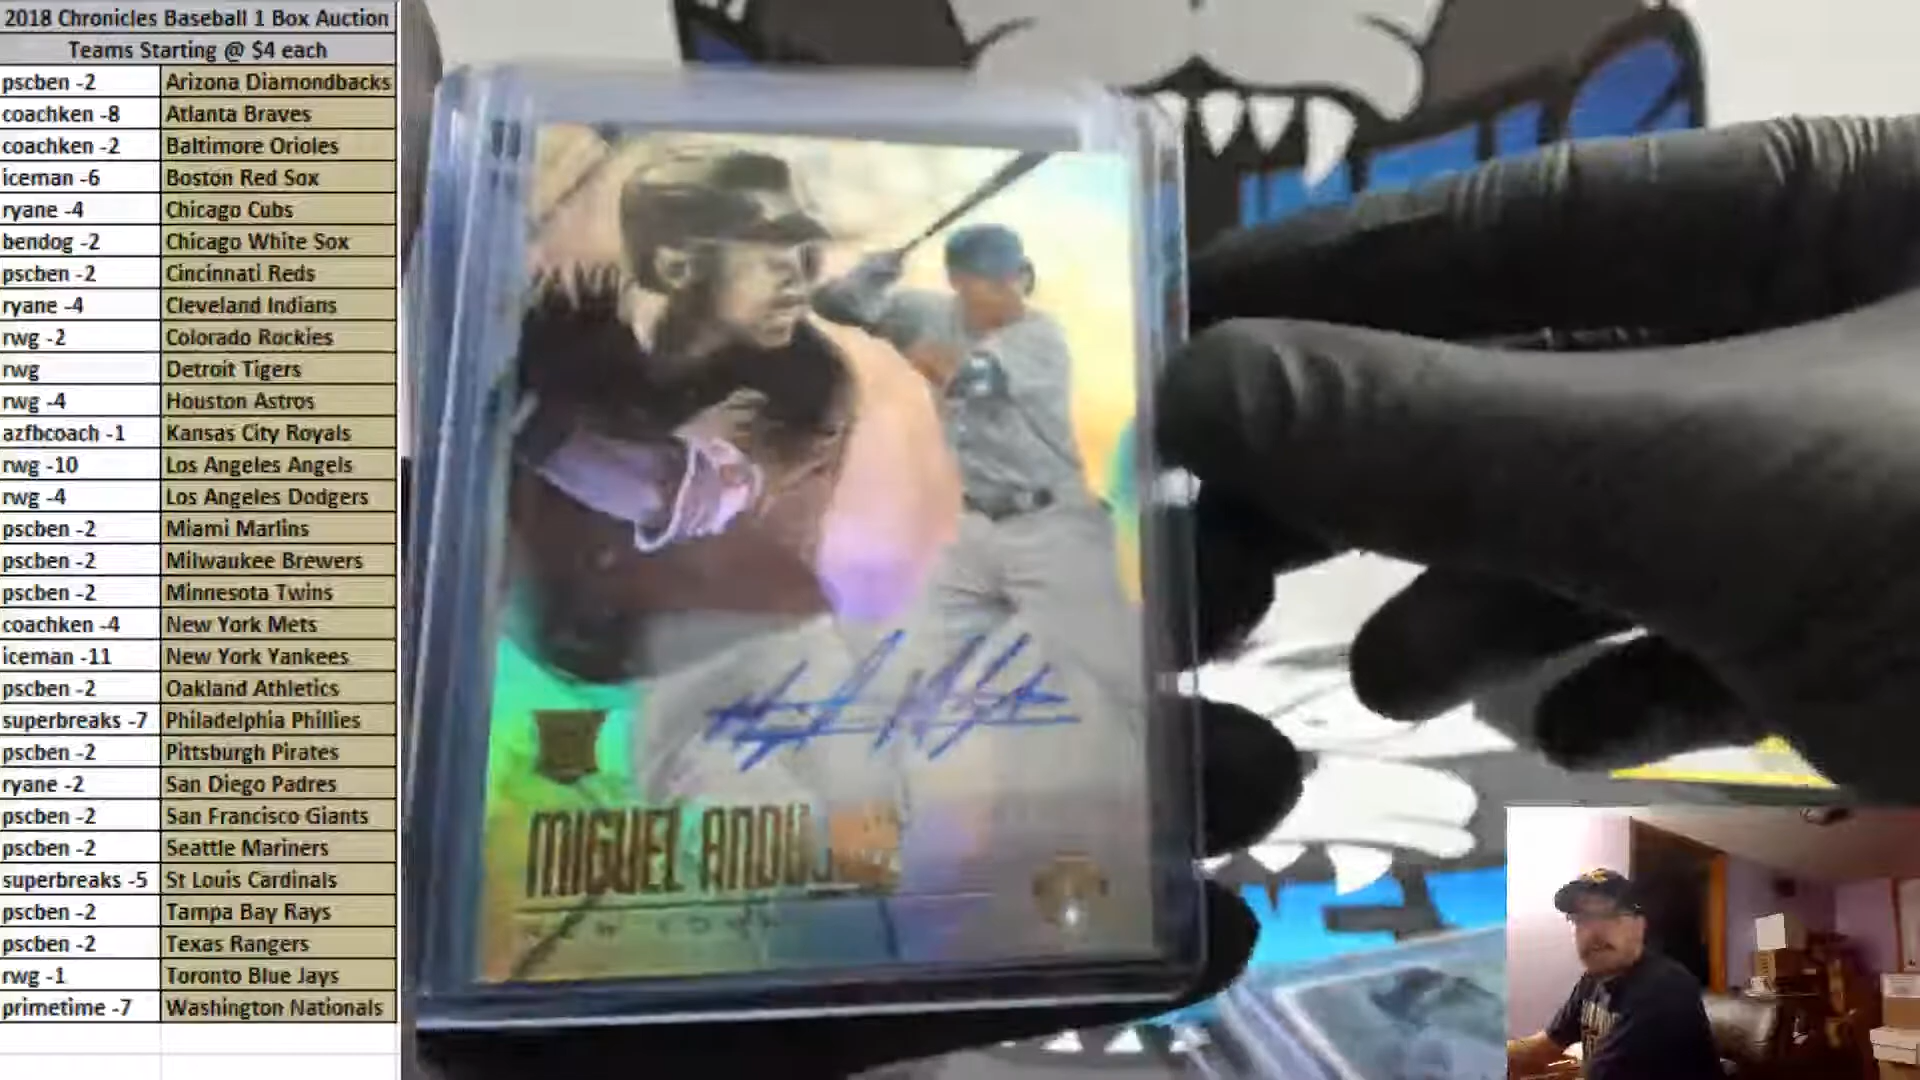 2018 Chronicles Baseball 1 Box Auction
Teams Starting @ $4 each
pscben -2 Arizona Diamondbacks
coachken -8 Atlanta Braves
coachken -2 Baltimore Orioles
iceman -6 Boston Red Sox
ryane -4 Chicago Cubs
bendog -2 Chicago White Sox
pscben -2 Cincinnati Reds
ryane -4 Cleveland Indians
rwg -2 Colorado Rockies
rwg Detroit Tigers
rwg -4 Houston Astros
azfbcoach -1 Kansas City Royals
rwg -10 Los Angeles Angels
rwg -4 Los Angeles Dodgers
pscben -2 Miami Marlins
pscben -2 Milwaukee Brewers
pscben -2 Minnesota Twins
coachken -4 New York Mets
iceman -11 New York Yankees
pscben -2 Oakland Athletics
superbreaks -7 Philadelphia Phillies
pscben -2 Pittsburgh Pirates
ryane -2 San Diego Padres
pscben -2 San Francisco Giants
pscben -2 Seattle Mariners
superbreaks -5 St Louis Cardinals
pscben -2 Tampa Bay Rays
pscben -2 Texas Rangers
rwg -1 Toronto Blue Jays
primetime -7 Washington Nationals
MIGUEL ANDUJ
NEW YORK